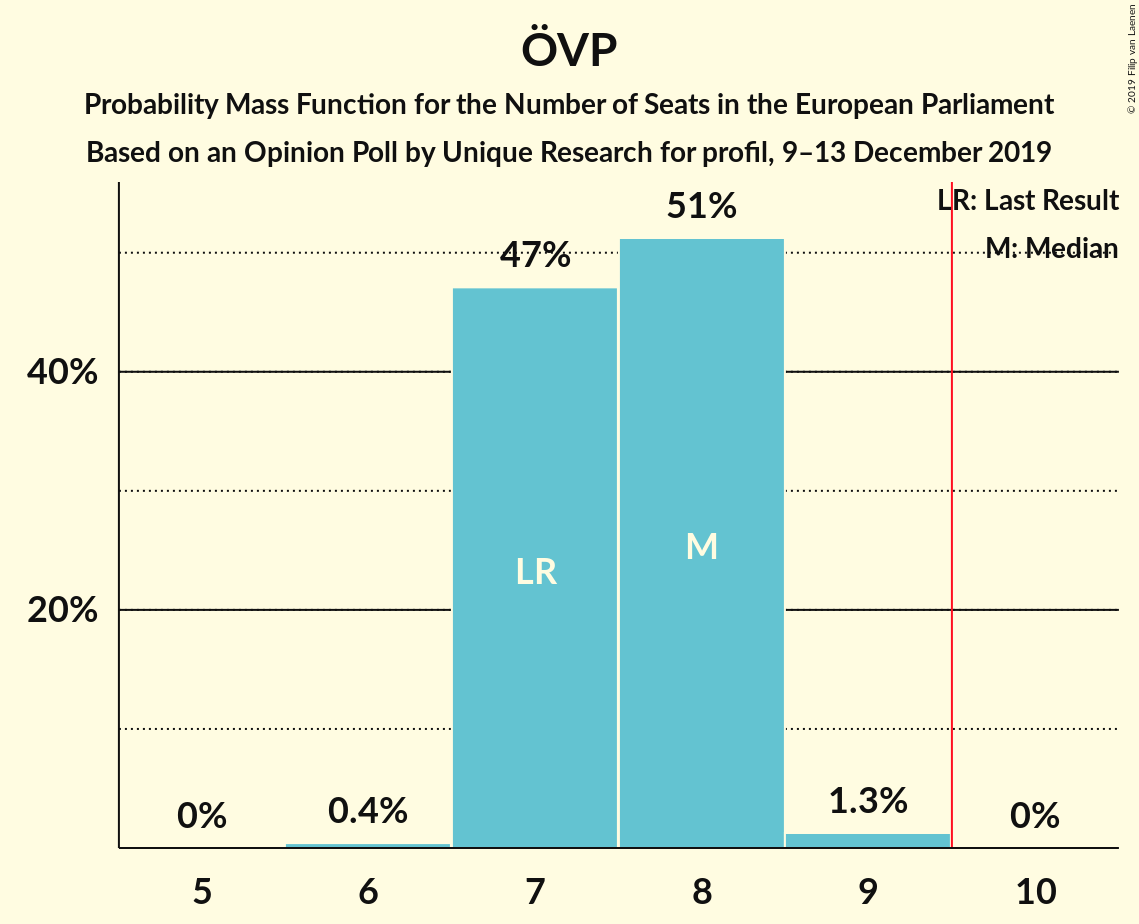 ÖVP
Probability Mass Function for the Number of Seats in the European Parliament
Based on an Opinion Poll by Unique Research for profil, 9–13 December 2019
© 2019 Filip van Laenen
LR: Last Result
M: Median
51%
47%
40%
20%
LR
M
0%
0.4%
1.3%
0%
5
6
7
8
9
10